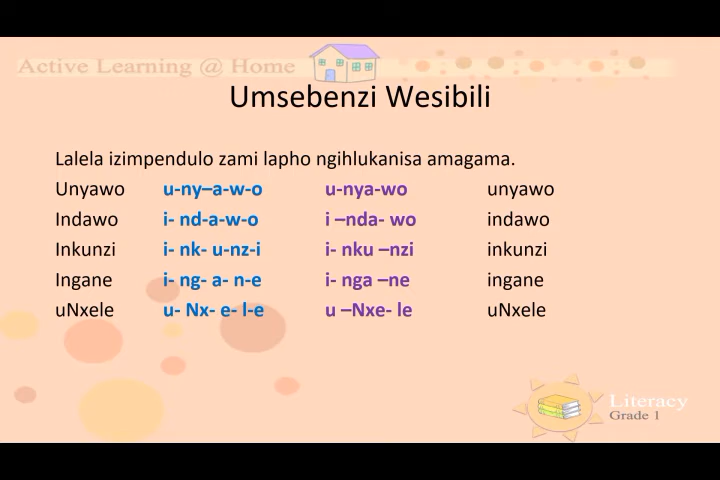 Active Learning @ Home
Umsebenzi Wesibili
Lalela izimpendulo zami lapho ngihlukanisa amagama.
Unyawo u-ny–a-w-o u-nya-wo unyawo
Indawo i- nd-a-w-o i –nda- wo indawo
Inkunzi i- nk- u-nz-i i- nku –nzi inkunzi
Ingane i- ng- a- n-e i- nga –ne ingane
uNxele u- Nx- e- l-e u –Nxe- le uNxele
Literacy
Grade 1